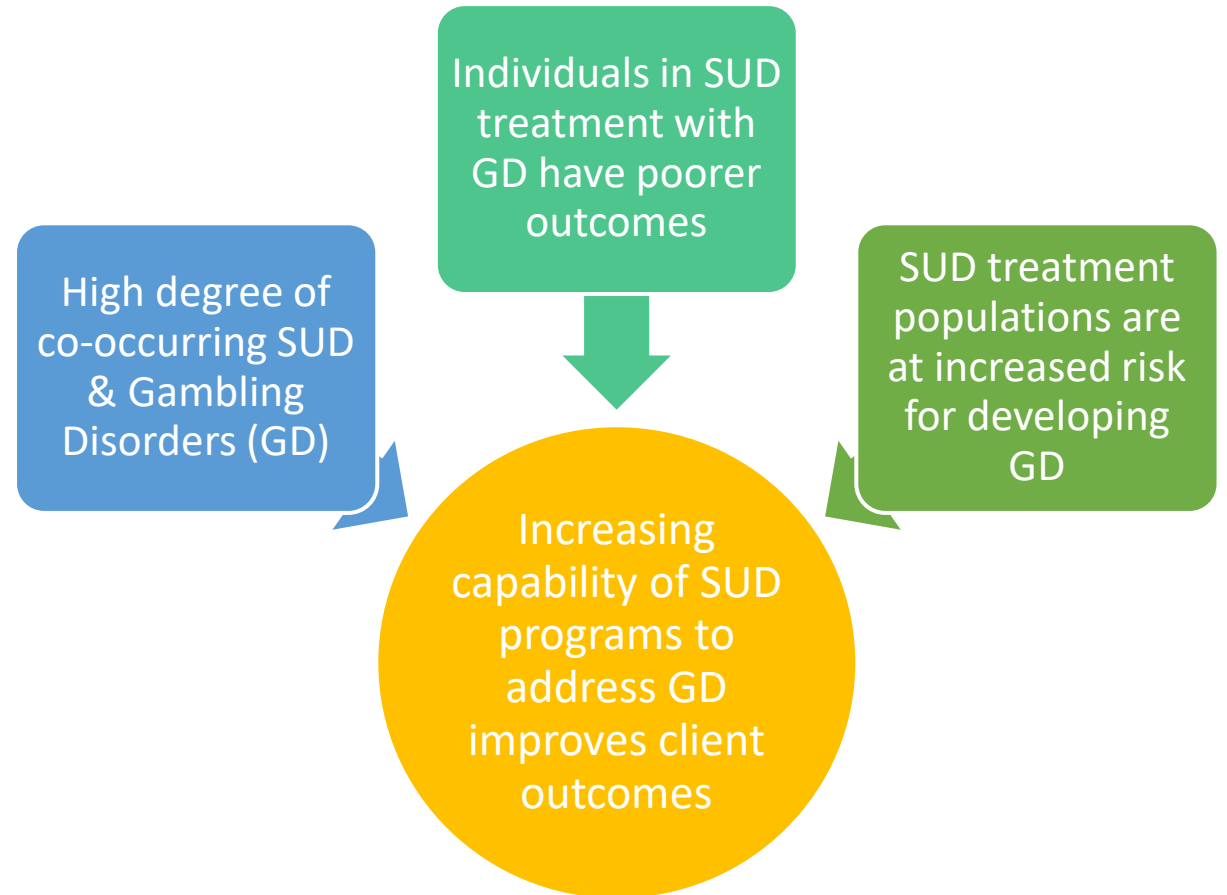 Individuals in SUD
treatment with
GD have poorer
outcomes
High degree of
co-occurring SUD
& Gambling
Disorders (GD)
SUD treatment
populations are
at increased risk
for developing
GD
Increasing
capability of SUD
programs to
address GD
improves client
outcomes